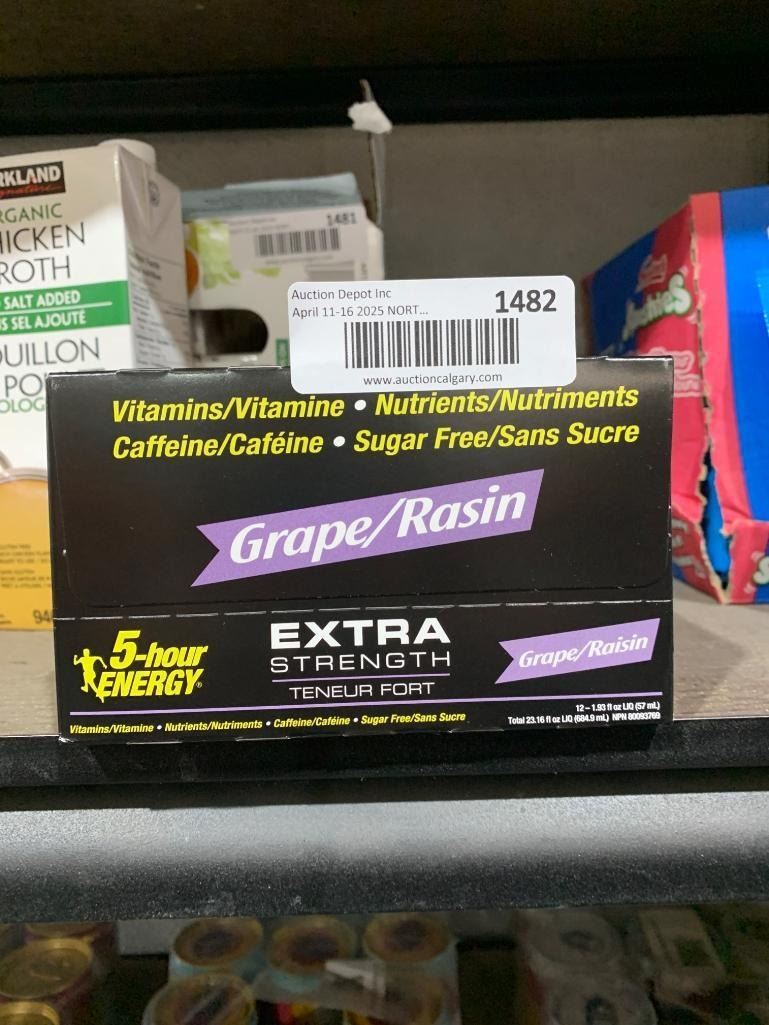 RKLAND
RGANIC
HICKEN
ROTH
SALT ADDED
SEL AJOUTÉ
1481
Auction Depot Inc
1482
April 11-16 2025 NORT...
www.auctioncalgary.com
Vitamins/Vitamine • Nutrients/Nutriments
Caffeine/Caféine • Sugar Free/Sans Sucre
Grape/Rasin
5-hour
ENERGY
EXTRA
STRENGTH
TENEUR FORT
Grape/Raisin
12 – 1.93 fl oz LIQ (57 mL)
Total 23.16 fl oz LIQ (684.9 mL) NPN 80093769
Vitamins/Vitamine • Nutrients/Nutriments • Caffeine/Caféine • Sugar Free/Sans Sucre